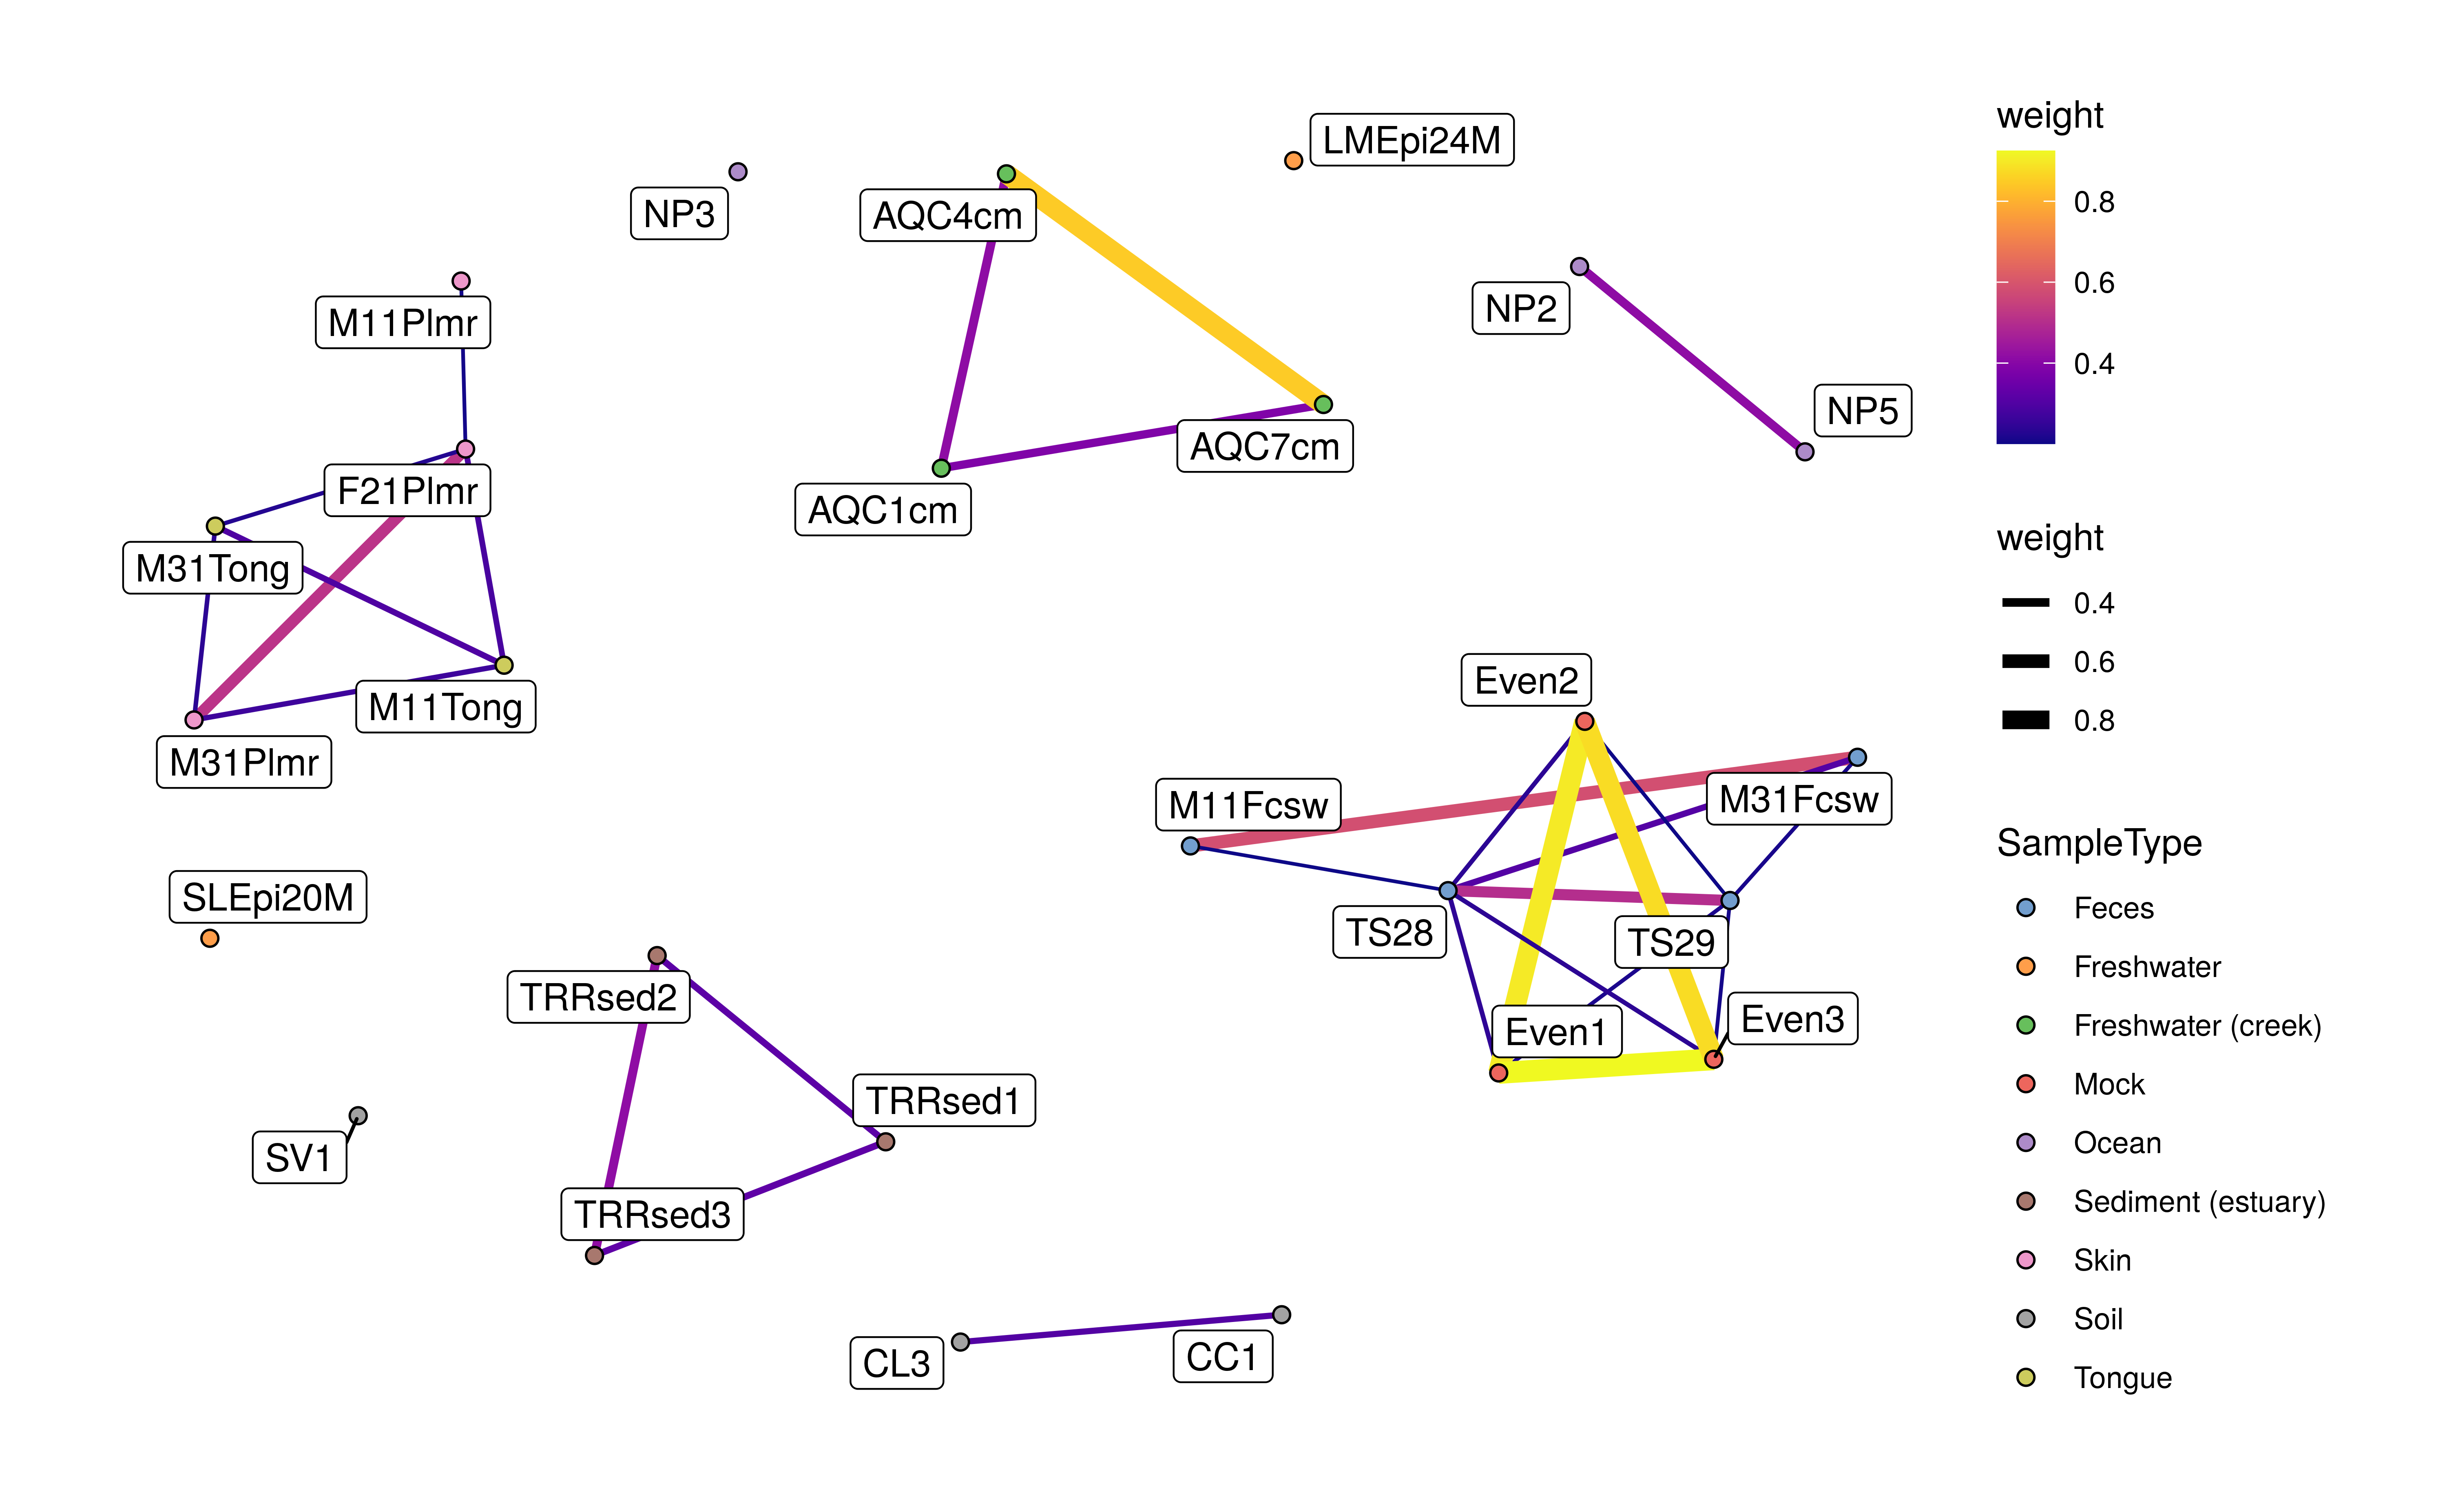 LMEpi24M
NP3
AQC4cm
NP2
M11Plmr
NP5
AQC7cm
F21Plmr
AQC1cm
M31Tong
Even2
M11Tong
M31Plmr
M11Fcsw
M31Fcsw
SLEpi20M
TS28
TS29
TRRsed2
Even3
Even1
TRRsed1
SV1
TRRsed3
CL3
CC1
weight
0.8
0.6
0.4
weight
0.4
0.6
0.8
SampleType
Feces
Freshwater
Freshwater (creek)
Mock
Ocean
Sediment (estuary)
Skin
Soil
Tongue